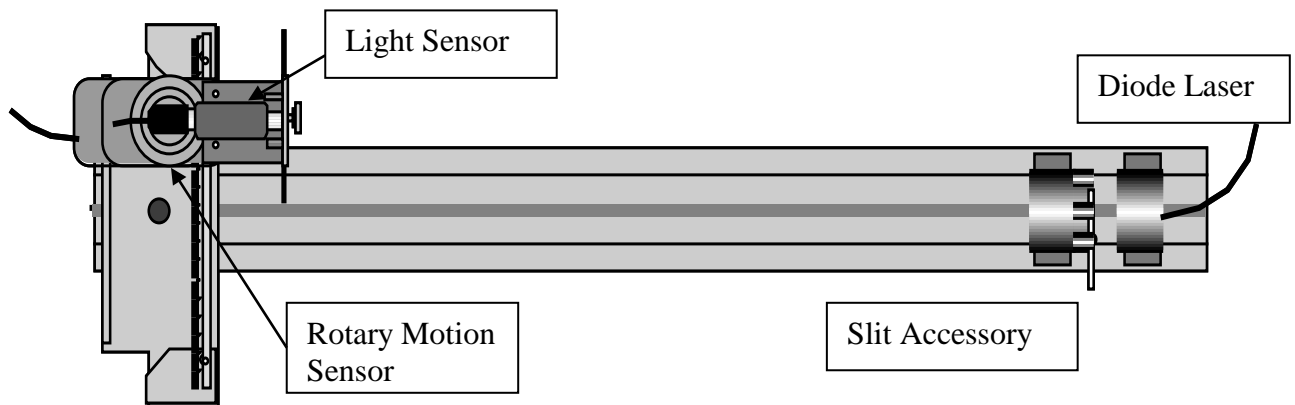 Light Sensor
Diode Laser
Rotary Motion
Sensor
Slit Accessory